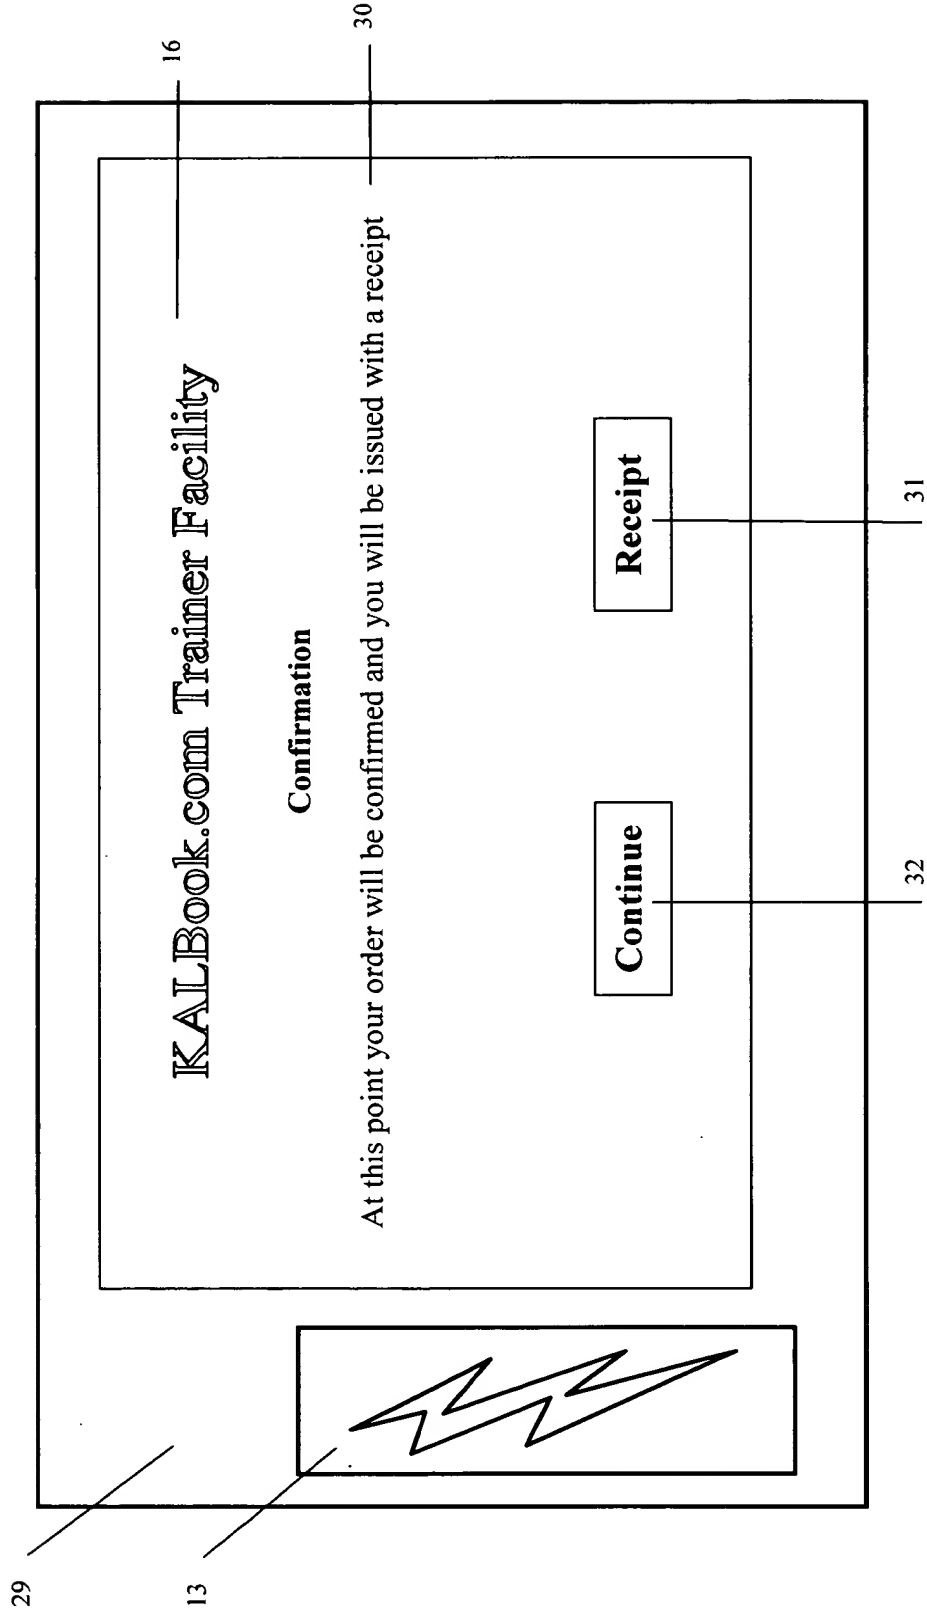 16
30
KALBook.com Trainer Facility
Confirmation
At this point your order will be confirmed and you will be issued with a receipt
Continue
Receipt
29
13
32
31